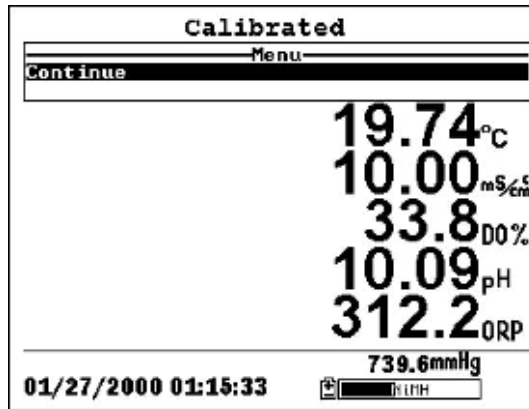 Calibrated
Menu
Continue
19.74°C
10.00mS/cm
33.8DO%
10.09pH
312.2ORP
739.6mmHg
01/27/2000 01:15:33 NiMH